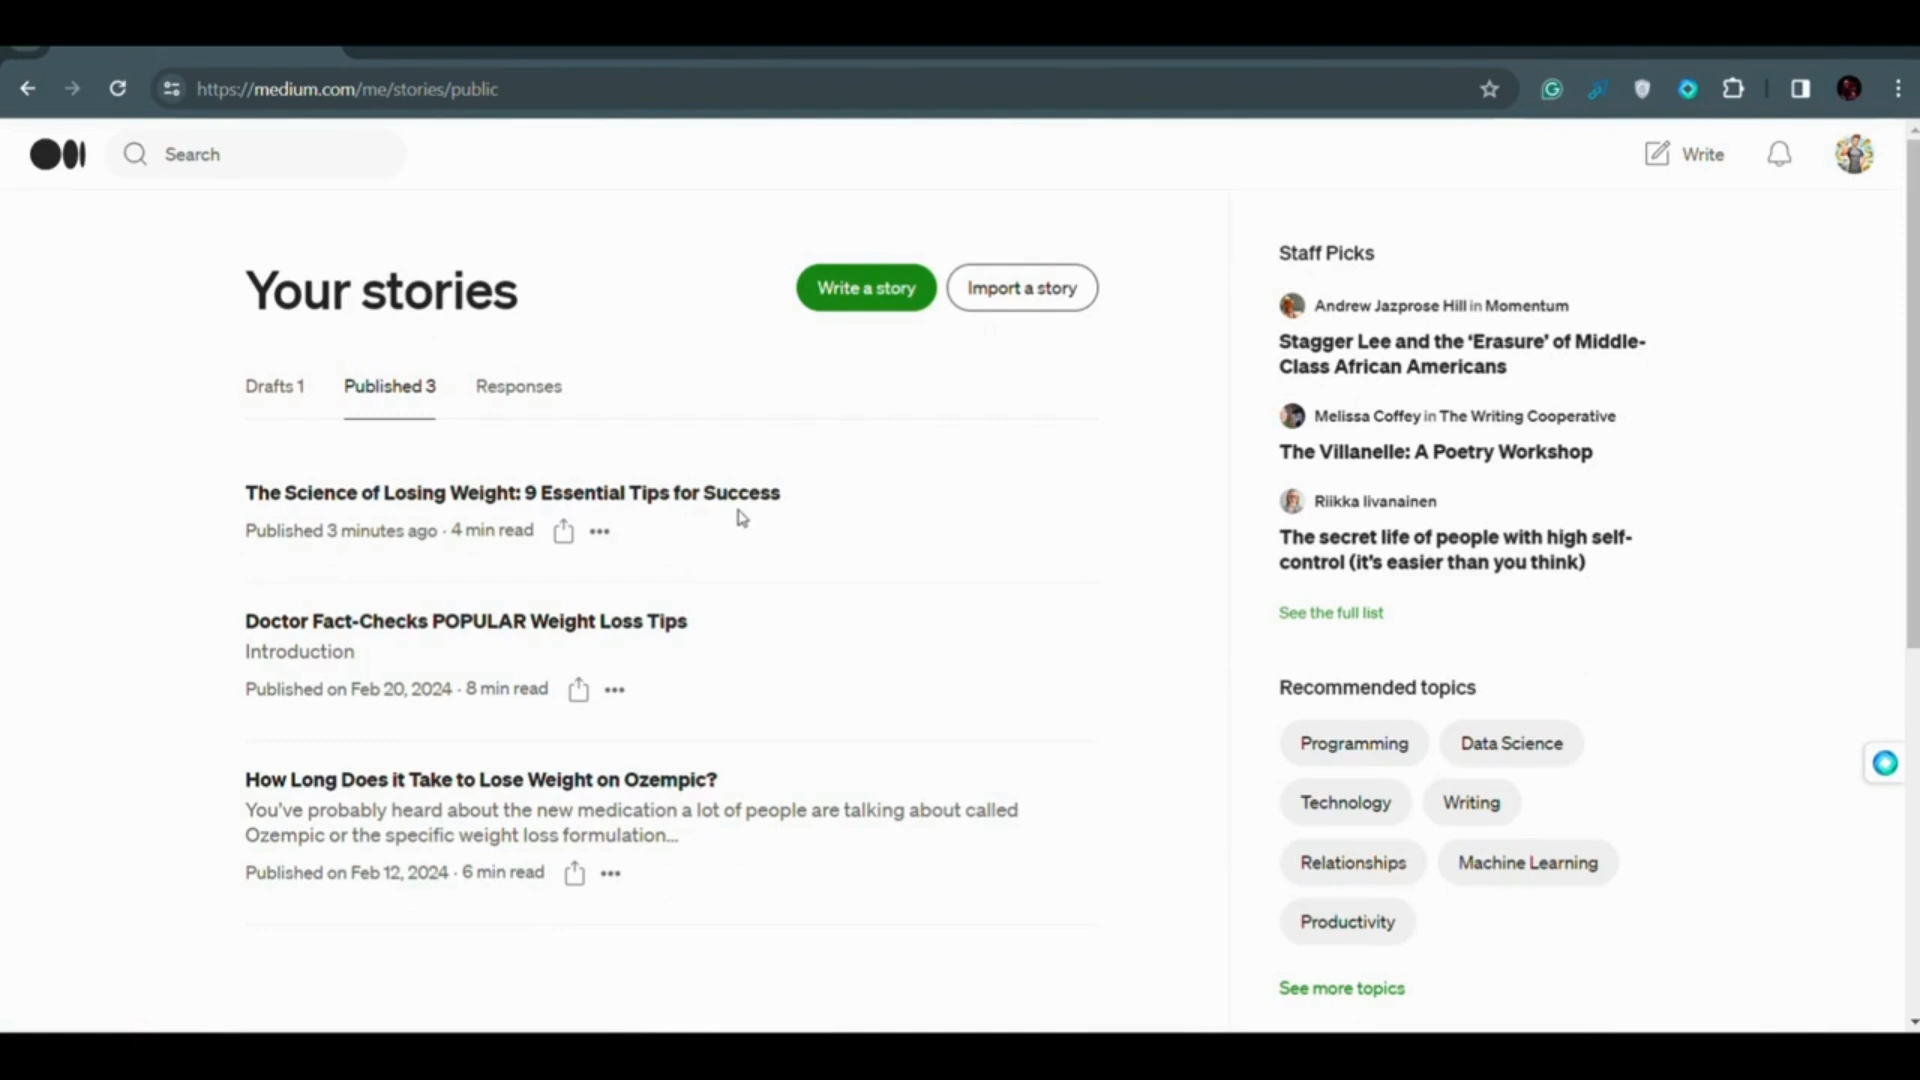 https://medium.com/me/stories/public
Search
Write
Your stories
Write a story
Import a story
Drafts 1
Published 3
Responses
The Science of Losing Weight: 9 Essential Tips for Success
Published 3 minutes ago · 4 min read
Doctor Fact-Checks POPULAR Weight Loss Tips
Introduction
Published on Feb 20, 2024 · 8 min read
How Long Does it Take to Lose Weight on Ozempic?
You've probably heard about the new medication a lot of people are talking about called
Ozempic or the specific weight loss formulation...
Published on Feb 12, 2024 · 6 min read
Staff Picks
Andrew Jazprose Hill in Momentum
Stagger Lee and the ‘Erasure’ of Middle-
Class African Americans
Melissa Coffey in The Writing Cooperative
The Villanelle: A Poetry Workshop
Riikka Iivanainen
The secret life of people with high self-
control (it's easier than you think)
See the full list
Recommended topics
Programming
Data Science
Technology
Writing
Relationships
Machine Learning
Productivity
See more topics